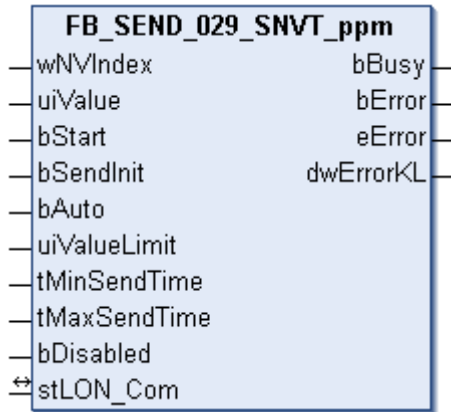 FB_SEND_029_SNVT_ppm
wNVIndex bBusy
uiValue bError
bStart eError
bSendInit dwErrorKL
bAuto
uiValueLimit
tMinSendTime
tMaxSendTime
bDisabled
stLON_Com